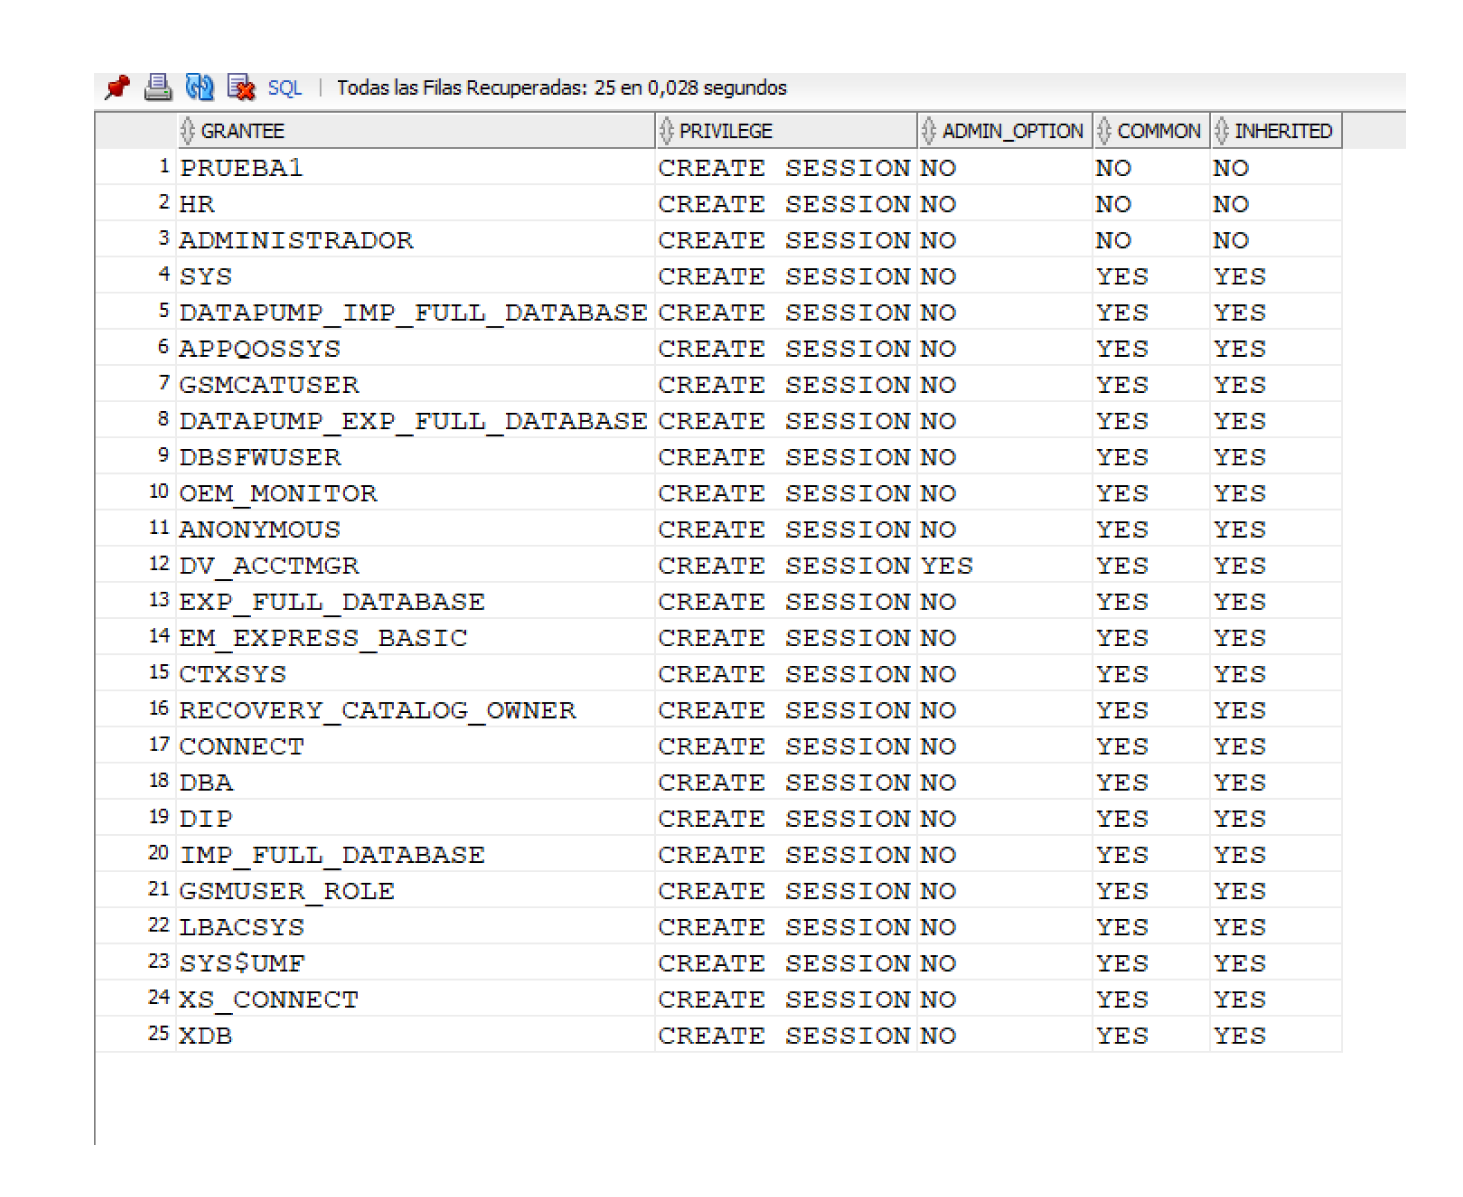 SQL | Todas las Filas Recuperadas: 25 en 0,028 segundos
GRANTEE PRIVILEGE ADMIN_OPTION COMMON INHERITED
1 PRUEBA1 CREATE SESSION NO NO NO
2 HR CREATE SESSION NO NO NO
3 ADMINISTRADOR CREATE SESSION NO NO NO
4 SYS CREATE SESSION NO YES YES
5 DATAPUMP_IMP_FULL_DATABASE CREATE SESSION NO YES YES
6 APPQOSSYS CREATE SESSION NO YES YES
7 GSMCATUSER CREATE SESSION NO YES YES
8 DATAPUMP_EXP_FULL_DATABASE CREATE SESSION NO YES YES
9 DBSFWUSER CREATE SESSION NO YES YES
10 OEM_MONITOR CREATE SESSION NO YES YES
11 ANONYMOUS CREATE SESSION NO YES YES
12 DV_ACCTMGR CREATE SESSION YES YES YES
13 EXP_FULL_DATABASE CREATE SESSION NO YES YES
14 EM_EXPRESS_BASIC CREATE SESSION NO YES YES
15 CTXSYS CREATE SESSION NO YES YES
16 RECOVERY_CATALOG_OWNER CREATE SESSION NO YES YES
17 CONNECT CREATE SESSION NO YES YES
18 DBA CREATE SESSION NO YES YES
19 DIP CREATE SESSION NO YES YES
20 IMP_FULL_DATABASE CREATE SESSION NO YES YES
21 GSMUSER_ROLE CREATE SESSION NO YES YES
22 LBACSYS CREATE SESSION NO YES YES
23 SYS$UMF CREATE SESSION NO YES YES
24 XS_CONNECT CREATE SESSION NO YES YES
25 XDB CREATE SESSION NO YES YES